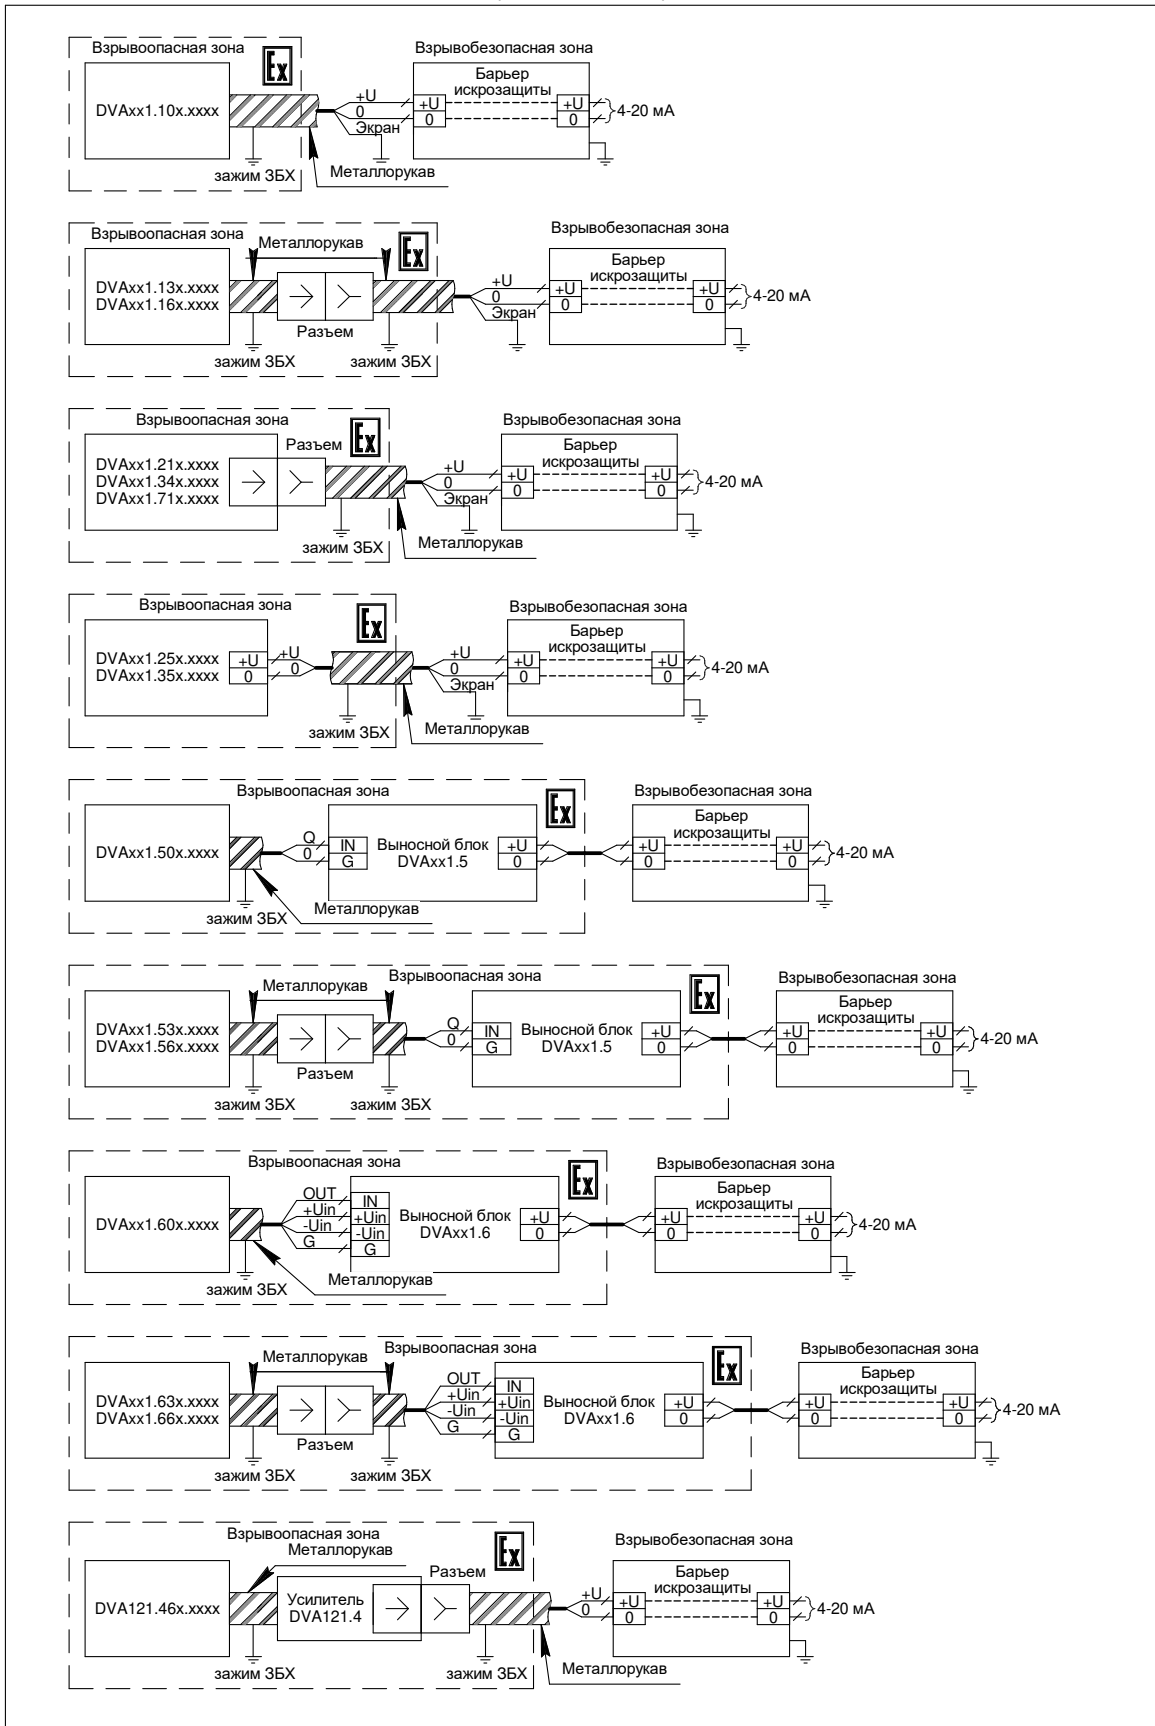 Взрывоопасная зона
Взрывобезопасная зона
Ex
DVAxx1.10x.xxxx
+U
0
Экран
Барьер
искрозащиты
+U
0
+U
0
4-20 мА
зажим ЗБХ
Металлорукав
Взрывоопасная зона
Взрывобезопасная зона
Металлорукав
Ex
DVAxx1.13x.xxxx
DVAxx1.16x.xxxx
Разъем
+U
0
Экран
Барьер
искрозащиты
+U
0
+U
0
4-20 мА
зажим ЗБХ
зажим ЗБХ
Взрывоопасная зона
Взрывобезопасная зона
Разъем
Ex
DVAxx1.21x.xxxx
DVAxx1.34x.xxxx
DVAxx1.71x.xxxx
+U
0
Экран
Барьер
искрозащиты
+U
0
+U
0
4-20 мА
зажим ЗБХ
Металлорукав
Взрывоопасная зона
Взрывобезопасная зона
Ex
DVAxx1.25x.xxxx
DVAxx1.35x.xxxx
+U
0
+U
0
+U
0
Экран
Барьер
искрозащиты
+U
0
+U
0
4-20 мА
зажим ЗБХ
Металлорукав
Взрывоопасная зона
Взрывобезопасная зона
Ex
DVAxx1.50x.xxxx
Q
0
IN
G
Выносной блок
DVAxx1.5
+U
0
Барьер
искрозащиты
+U
0
+U
0
4-20 мА
зажим ЗБХ
Металлорукав
Взрывоопасная зона
Взрывобезопасная зона
Металлорукав
Ex
DVAxx1.53x.xxxx
DVAxx1.56x.xxxx
Разъем
Q
0
IN
G
Выносной блок
DVAxx1.5
+U
0
Барьер
искрозащиты
+U
0
+U
0
4-20 мА
зажим ЗБХ
зажим ЗБХ
Взрывоопасная зона
Взрывобезопасная зона
Ex
DVAxx1.60x.xxxx
OUT
+Uin
-Uin
G
IN
+Uin
-Uin
G
Выносной блок
DVAxx1.6
+U
0
Барьер
искрозащиты
+U
0
+U
0
4-20 мА
зажим ЗБХ
Металлорукав
Взрывоопасная зона
Взрывобезопасная зона
Металлорукав
Ex
DVAxx1.63x.xxxx
DVAxx1.66x.xxxx
Разъем
OUT
+Uin
-Uin
G
IN
+Uin
-Uin
G
Выносной блок
DVAxx1.6
+U
0
Барьер
искрозащиты
+U
0
+U
0
4-20 мА
зажим ЗБХ
зажим ЗБХ
Взрывоопасная зона
Взрывобезопасная зона
Металлорукав
Ex
DVA121.46x.xxxx
Усилитель
DVA121.4
Разъем
+U
0
Барьер
искрозащиты
+U
0
+U
0
4-20 мА
зажим ЗБХ
зажим ЗБХ
Металлорукав